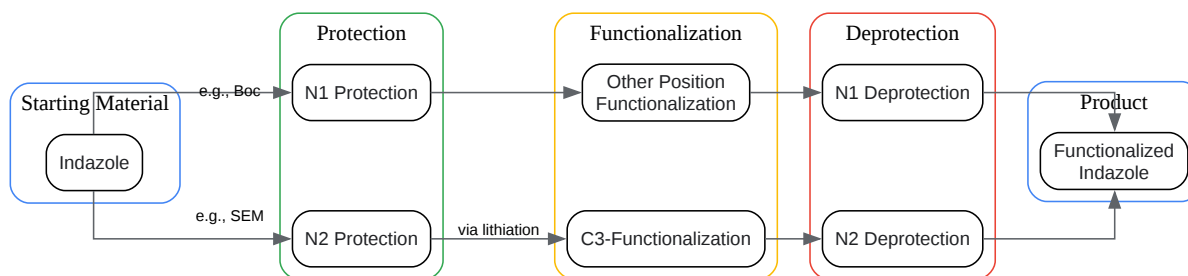 Protection
Functionalization
Deprotection
Starting Material
e.g., Boc
N1 Protection
Other Position
Functionalization
N1 Deprotection
Product
Indazole
Functionalized
Indazole
e.g., SEM
N2 Protection
via lithiation
C3-Functionalization
N2 Deprotection